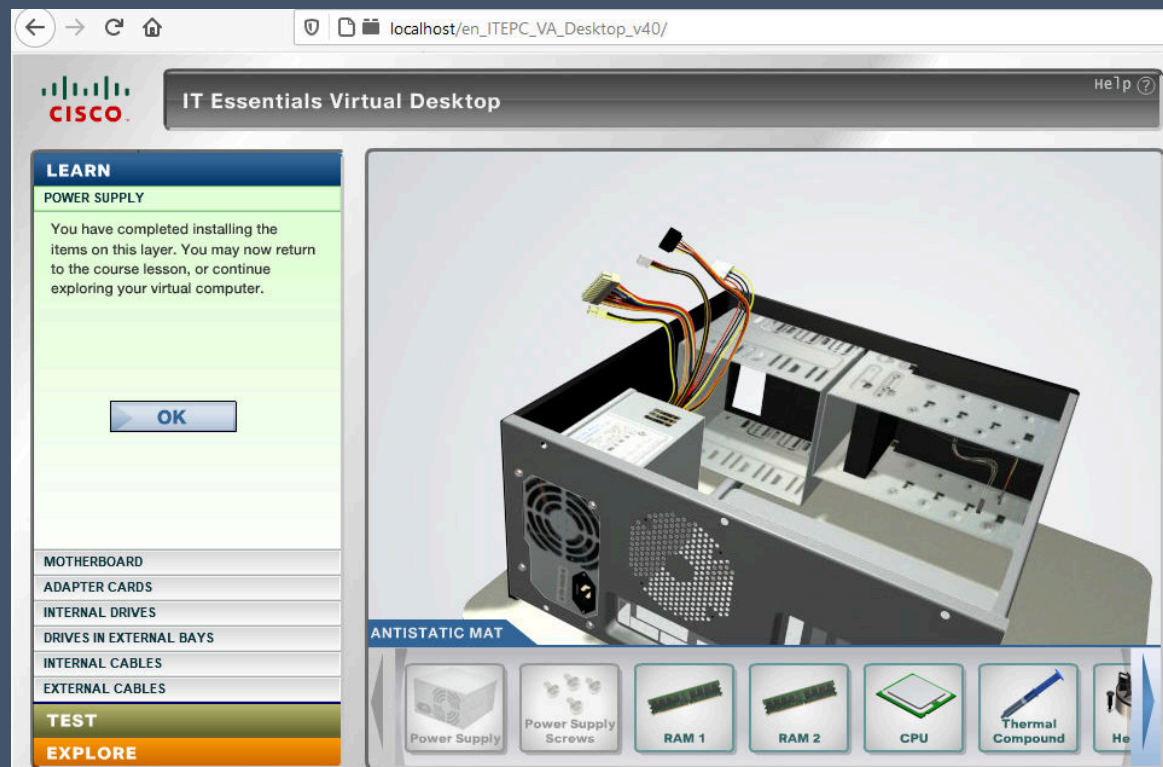 localhost/en_ITEPC_VA_Desktop_v40/
CISCO
IT Essentials Virtual Desktop
Help ?
LEARN
POWER SUPPLY
You have completed installing the
items on this layer. You may now return
to the course lesson, or continue
exploring your virtual computer.
OK
MOTHERBOARD
ADAPTER CARDS
INTERNAL DRIVES
DRIVES IN EXTERNAL BAYS
INTERNAL CABLES
EXTERNAL CABLES
TEST
EXPLORE
ANTISTATIC MAT
Power Supply
Power Supply
Screws
RAM 1
RAM 2
CPU
Thermal
Compound
He